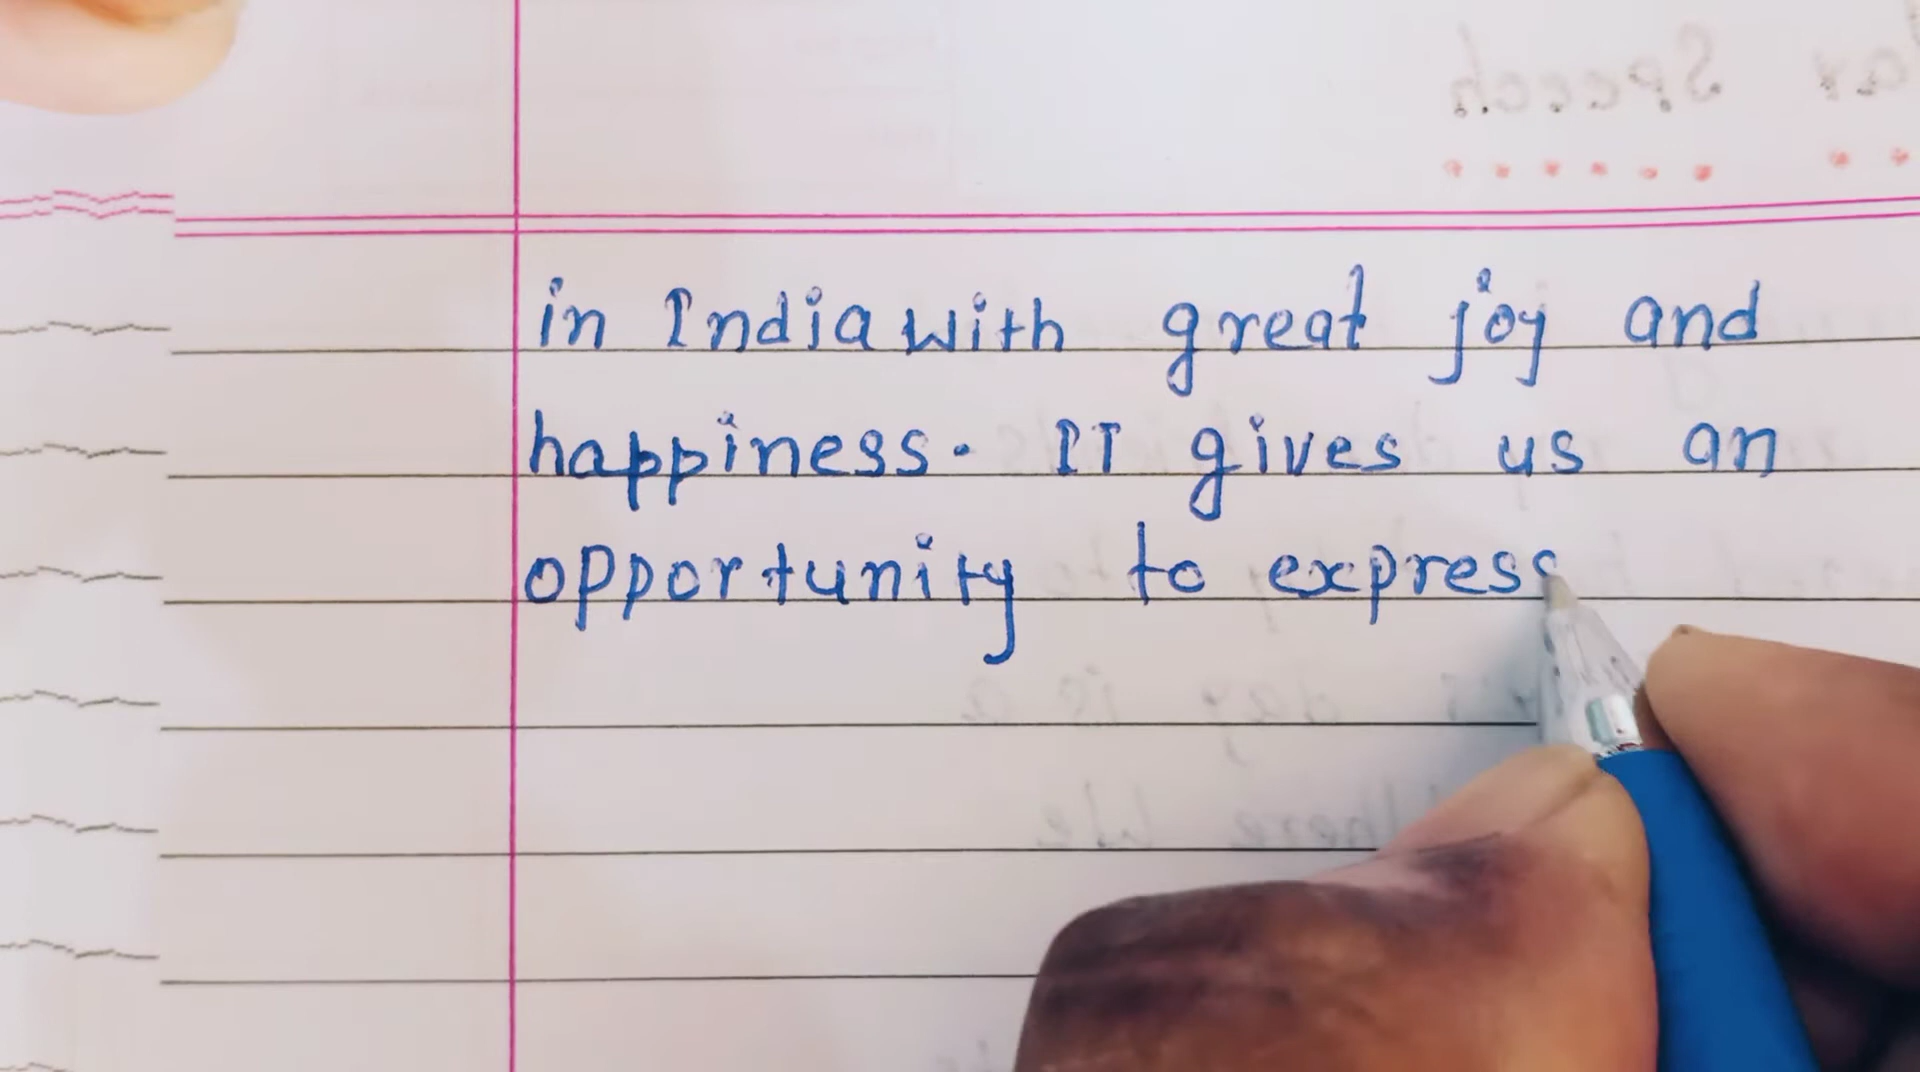 in India with great joy and
happiness. IT gives us an
opportunity to express